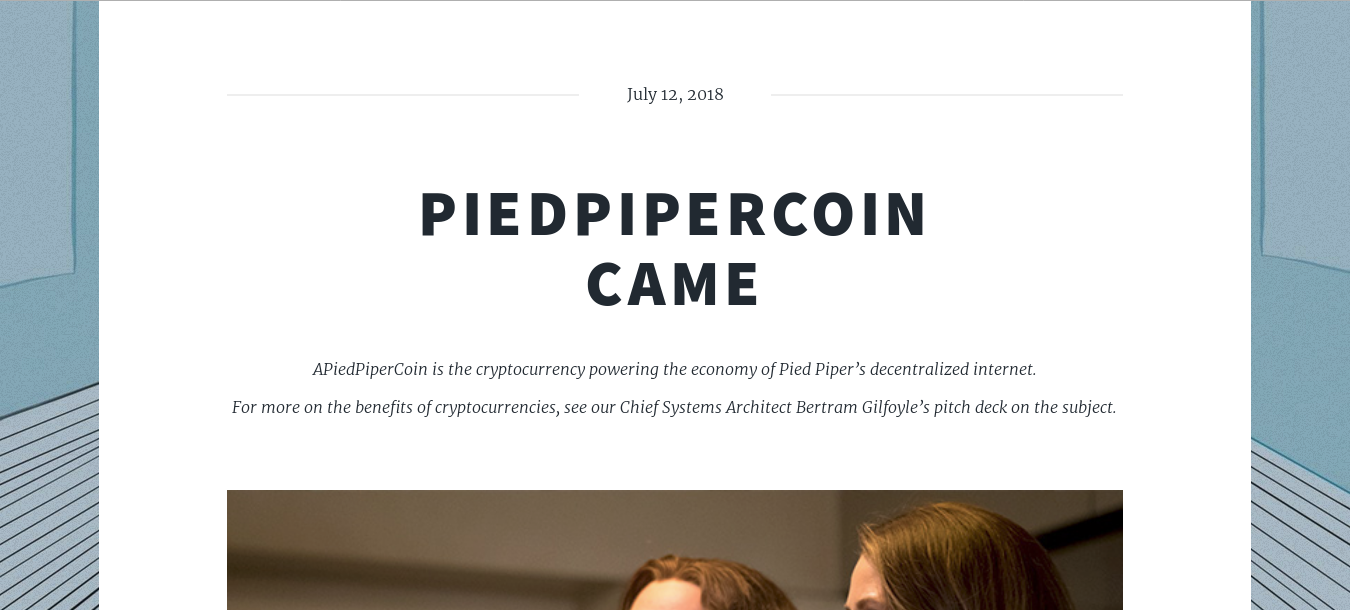 July 12, 2018
PIEDPIPERCOIN
CAME
APiedPiperCoin is the cryptocurrency powering the economy of Pied Piper’s decentralized internet.
For more on the benefits of cryptocurrencies, see our Chief Systems Architect Bertram Gilfoyle’s pitch deck on the subject.